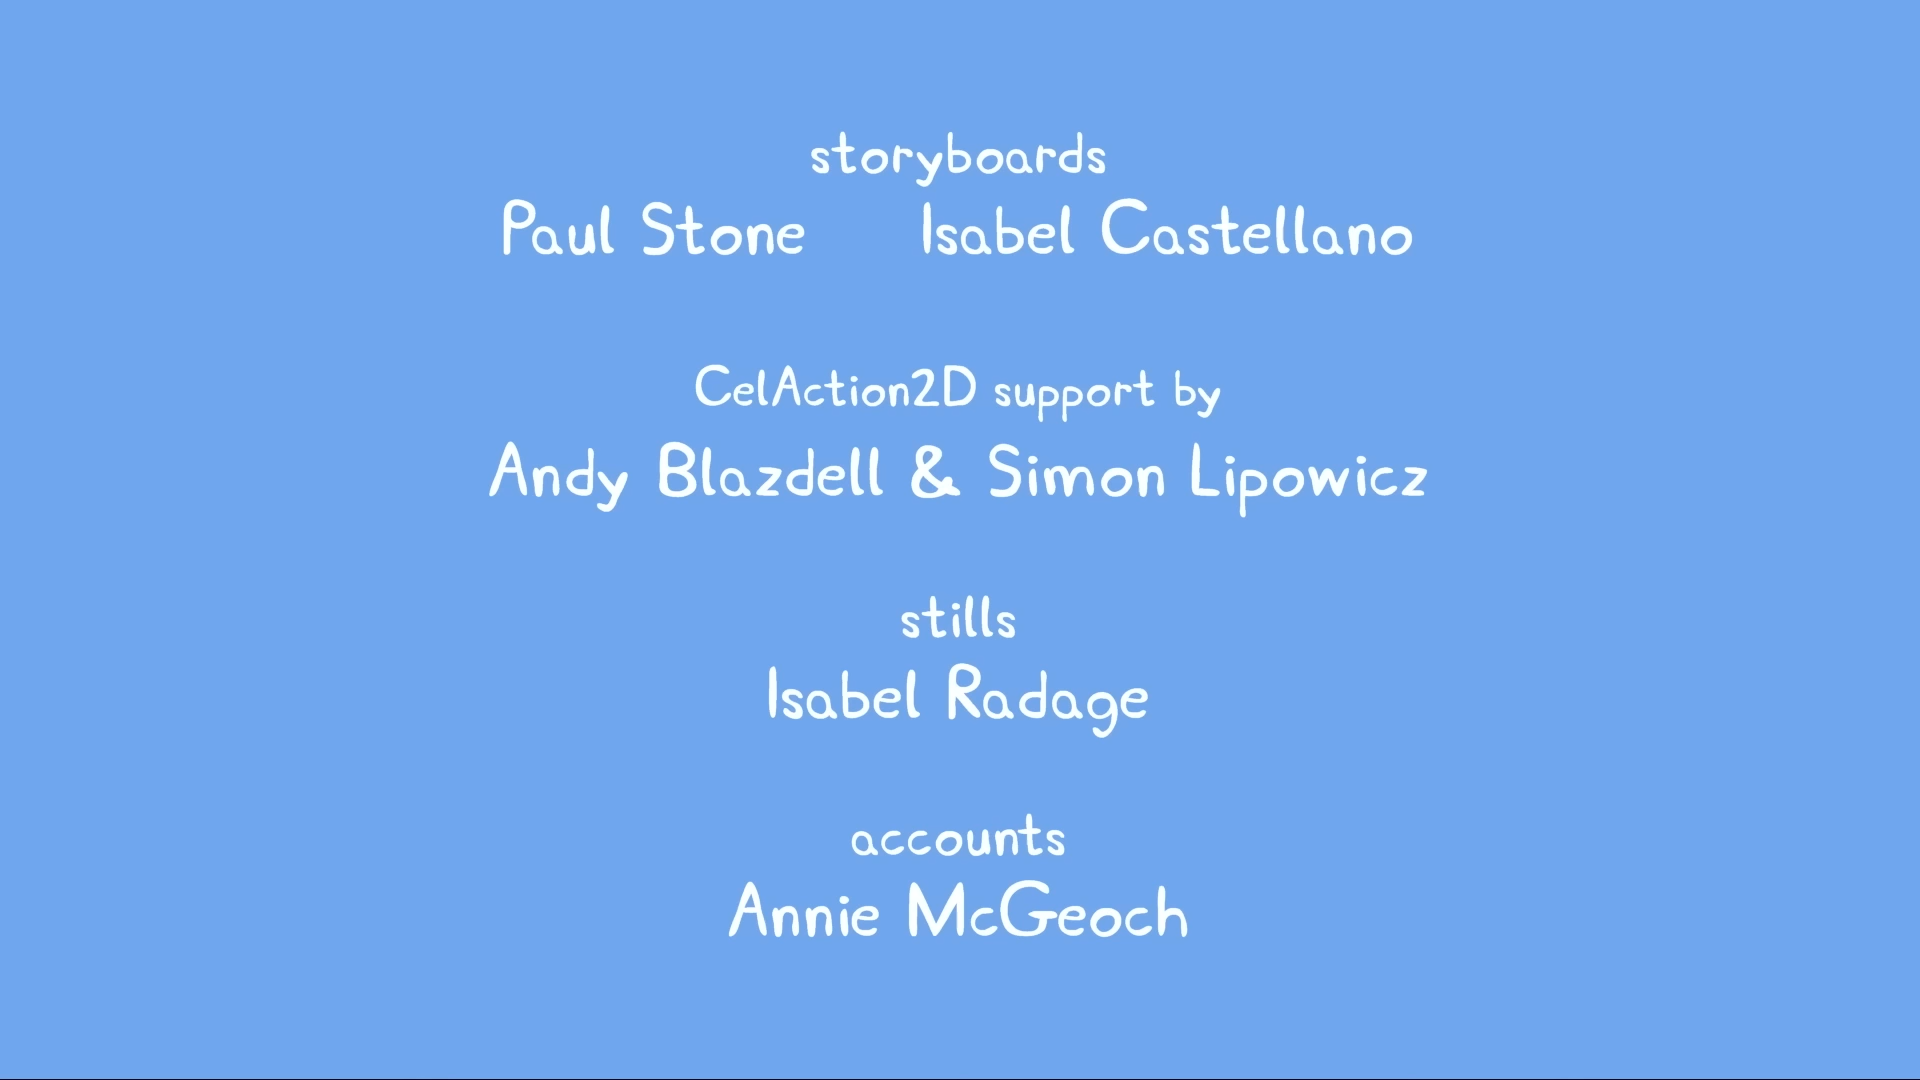 storyboards
Paul Stone Isabel Castellano
CelAction2D support by
Andy Blazdell & Simon Lipowicz
stills
Isabel Radage
accounts
Annie McGeoch